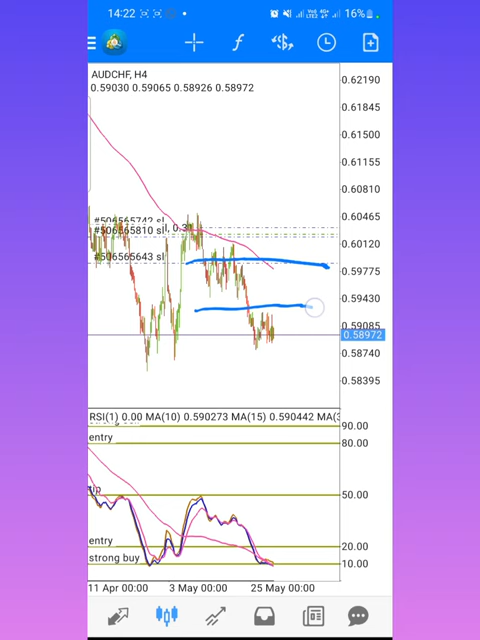 14:22
16%
AUDCHF, H4
0.59030 0.59065 0.58926 0.58972
0.62190
0.61845
0.61500
0.61155
0.60810
0.60465
0.60120
0.59775
0.59430
0.59085
0.58972
0.58740
0.58395
#506565742 sl
#506565810 sl
#506565643 sl
RSI(1) 0.00 MA(10) 0.590273 MA(15) 0.590442
90.00
entry
80.00
50.00
entry
20.00
strong buy
10.00
11 Apr 00:00
3 May 00:00
25 May 00:00